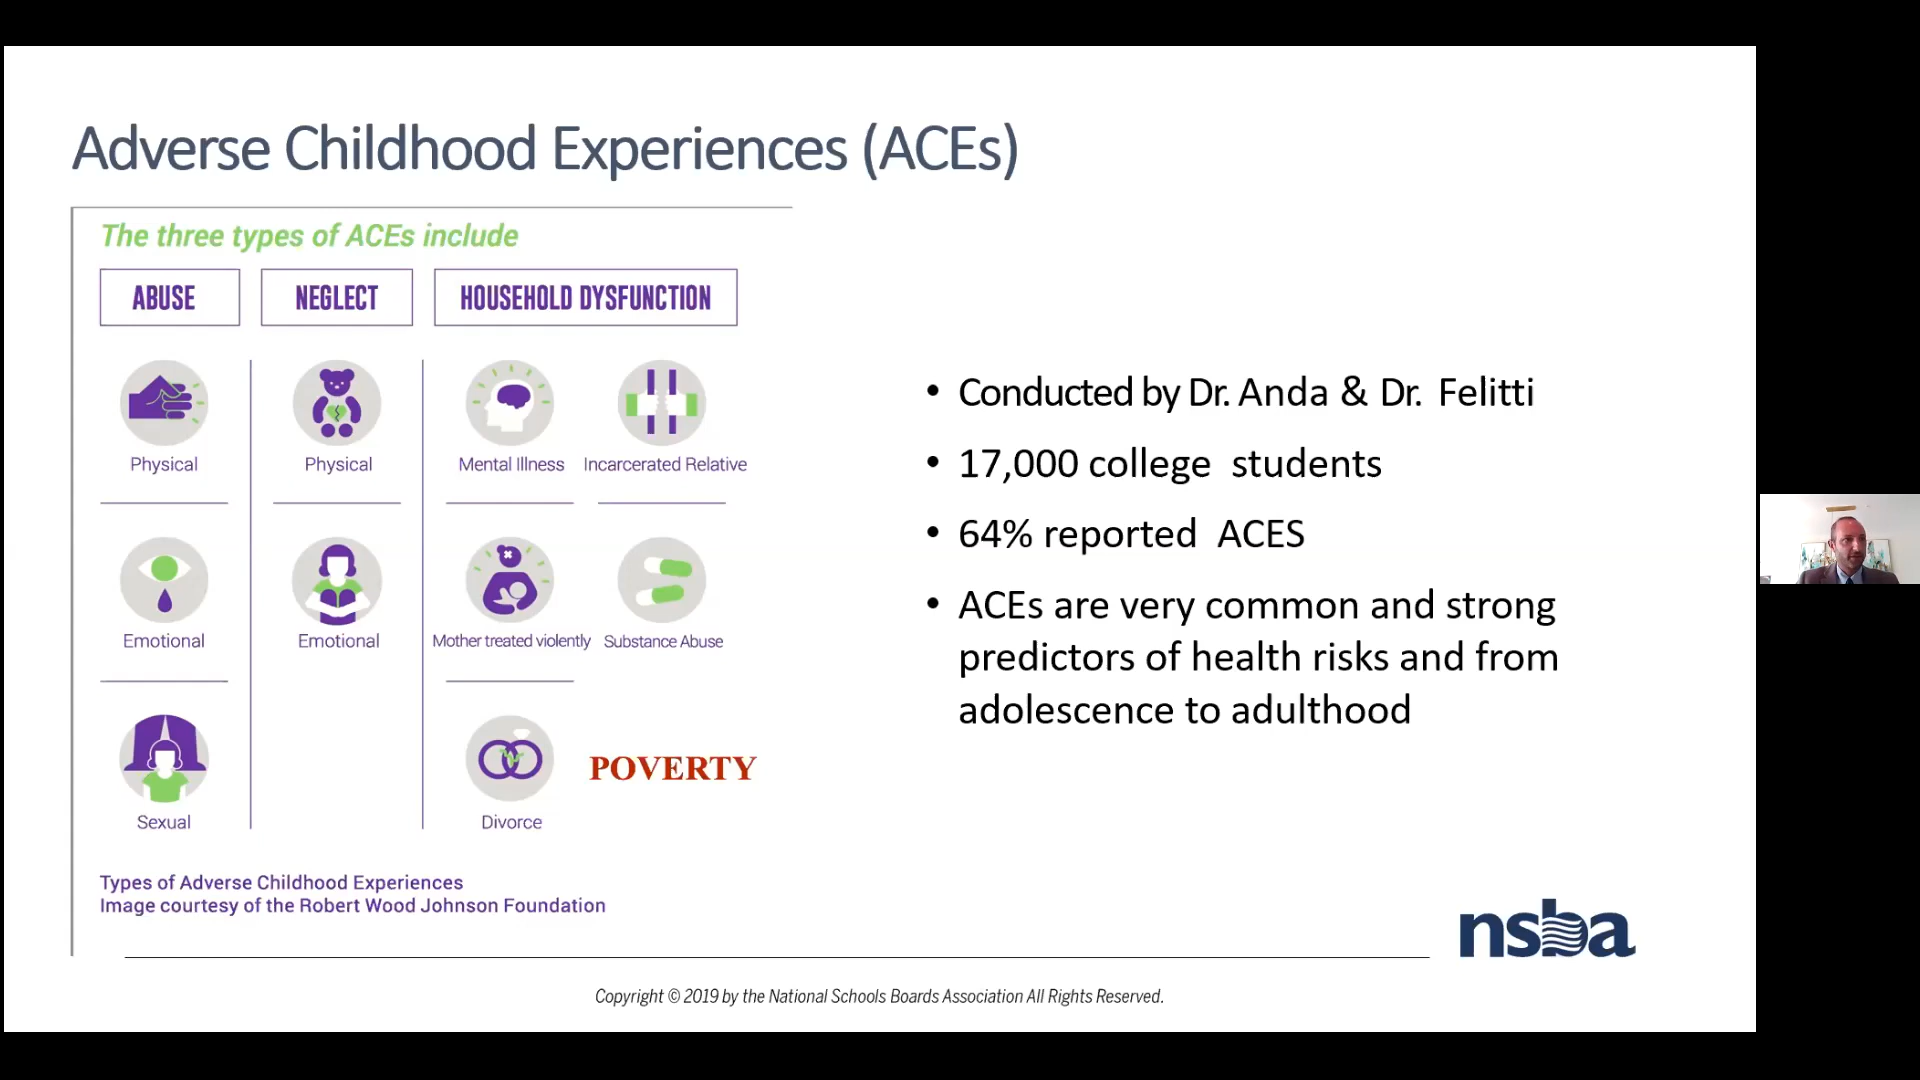 Adverse Childhood Experiences (ACEs)
The three types of ACEs include
ABUSE
NEGLECT
HOUSEHOLD DYSFUNCTION
Physical
Physical
Mental Illness
Incarcerated Relative
Emotional
Emotional
Mother treated violently
Substance Abuse
Sexual
Divorce
POVERTY
Types of Adverse Childhood Experiences
Image courtesy of the Robert Wood Johnson Foundation
• Conducted by Dr. Anda & Dr. Felitti
• 17,000 college students
• 64% reported ACES
• ACEs are very common and strong
predictors of health risks and from
adolescence to adulthood
nsba
Copyright © 2019 by the National Schools Boards Association All Rights Reserved.